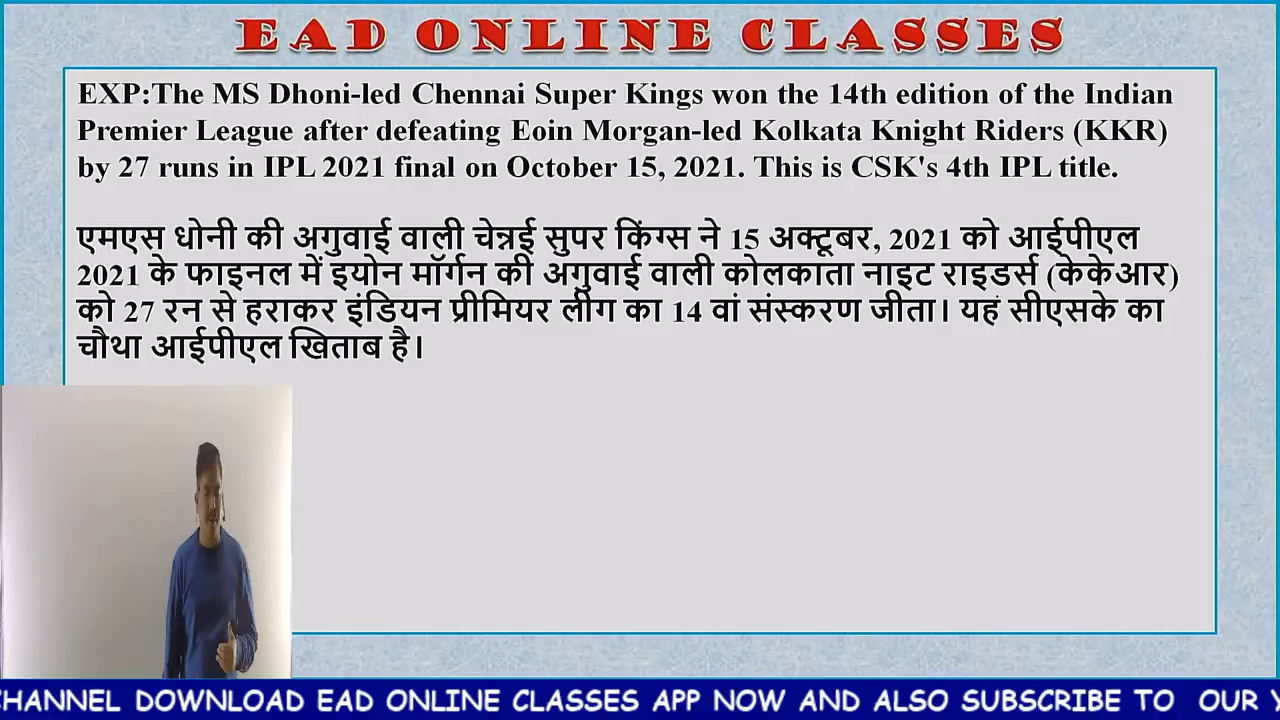 EAD ONLINE CLASSES
EXP:The MS Dhoni-led Chennai Super Kings won the 14th edition of the Indian
Premier League after defeating Eoin Morgan-led Kolkata Knight Riders (KKR)
by 27 runs in IPL 2021 final on October 15, 2021. This is CSK's 4th IPL title.
एमएस धोनी की अगुवाई वाली चेन्नई सुपर किंग्स ने 15 अक्टूबर, 2021 को आईपीएल
2021 के फाइनल में इयोन मॉर्गन की अगुवाई वाली कोलकाता नाइट राइडर्स (केकेआर)
को 27 रन से हराकर इंडियन प्रीमियर लीग का 14 वां संस्करण जीता। यह सीएसके का
चौथा आईपीएल खिताब है।
CHANNEL DOWNLOAD EAD ONLINE CLASSES APP NOW AND ALSO SUBSCRIBE TO OUR